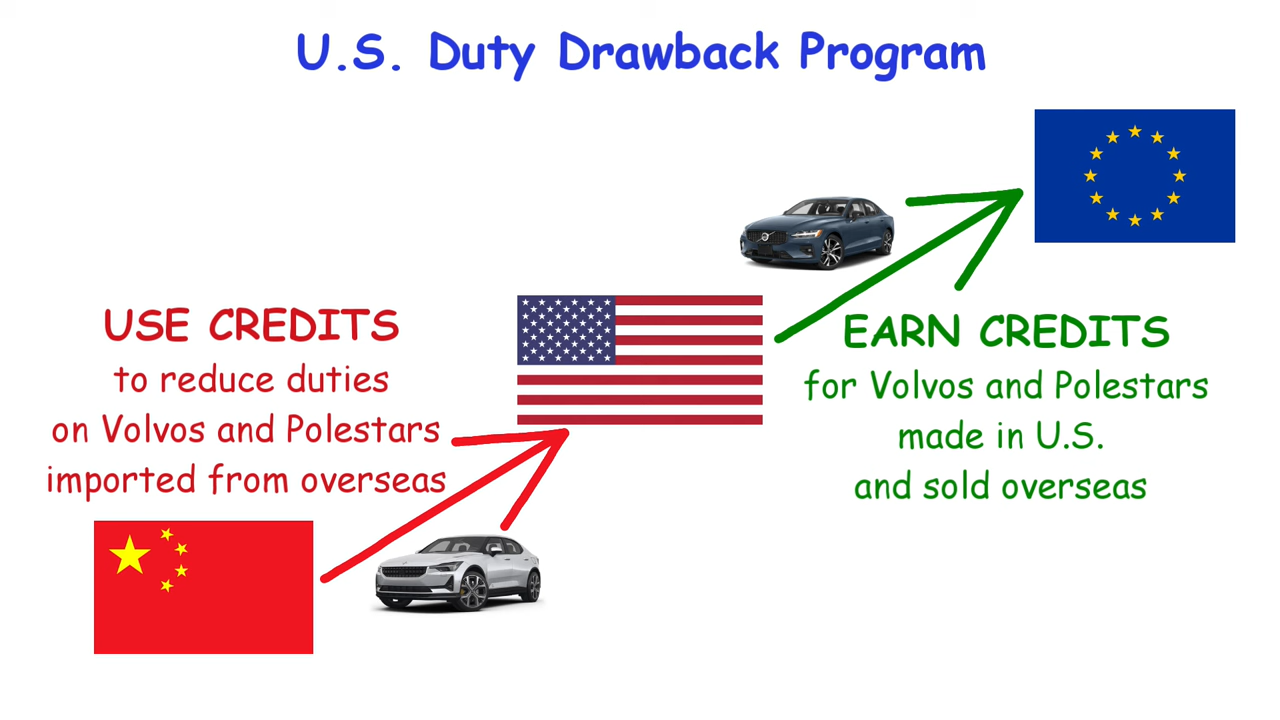 U.S. Duty Drawback Program
USE CREDITS
to reduce duties
on Volvos and Polestars
imported from overseas
EARN CREDITS
for Volvos and Polestars
made in U.S.
and sold overseas